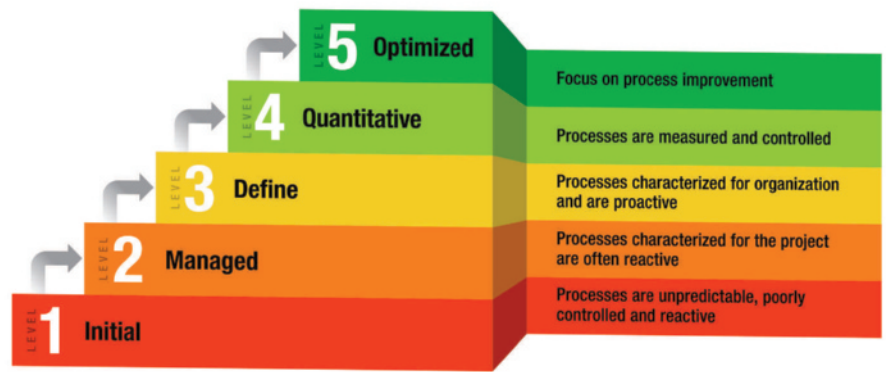 LEVEL 5 Optimized
Focus on process improvement
LEVEL 4 Quantitative
Processes are measured and controlled
LEVEL 3 Define
Processes characterized for organization
and are proactive
LEVEL 2 Managed
Processes characterized for the project
are often reactive
LEVEL 1 Initial
Processes are unpredictable, poorly
controlled and reactive